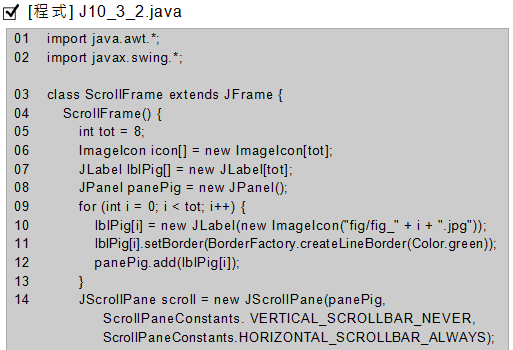 [程式] J10_3_2.java
01 import java.awt.*;
02 import javax.swing.*;
03 class ScrollFrame extends JFrame {
04 ScrollFrame() {
05 int tot = 8;
06 ImageIcon icon[] = new ImageIcon[tot];
07 JLabel lblPig[] = new JLabel[tot];
08 JPanel panePig = new JPanel();
09 for (int i = 0; i < tot; i++) {
10 lblPig[i] = new JLabel(new ImageIcon("fig/fig_" + i + ".jpg"));
11 lblPig[i].setBorder(BorderFactory.createLineBorder(Color.green));
12 panePig.add(lblPig[i]);
13 }
14 JScrollPane scroll = new JScrollPane(panePig,
ScrollPaneConstants. VERTICAL_SCROLLBAR_NEVER,
ScrollPaneConstants.HORIZONTAL_SCROLLBAR_ALWAYS);